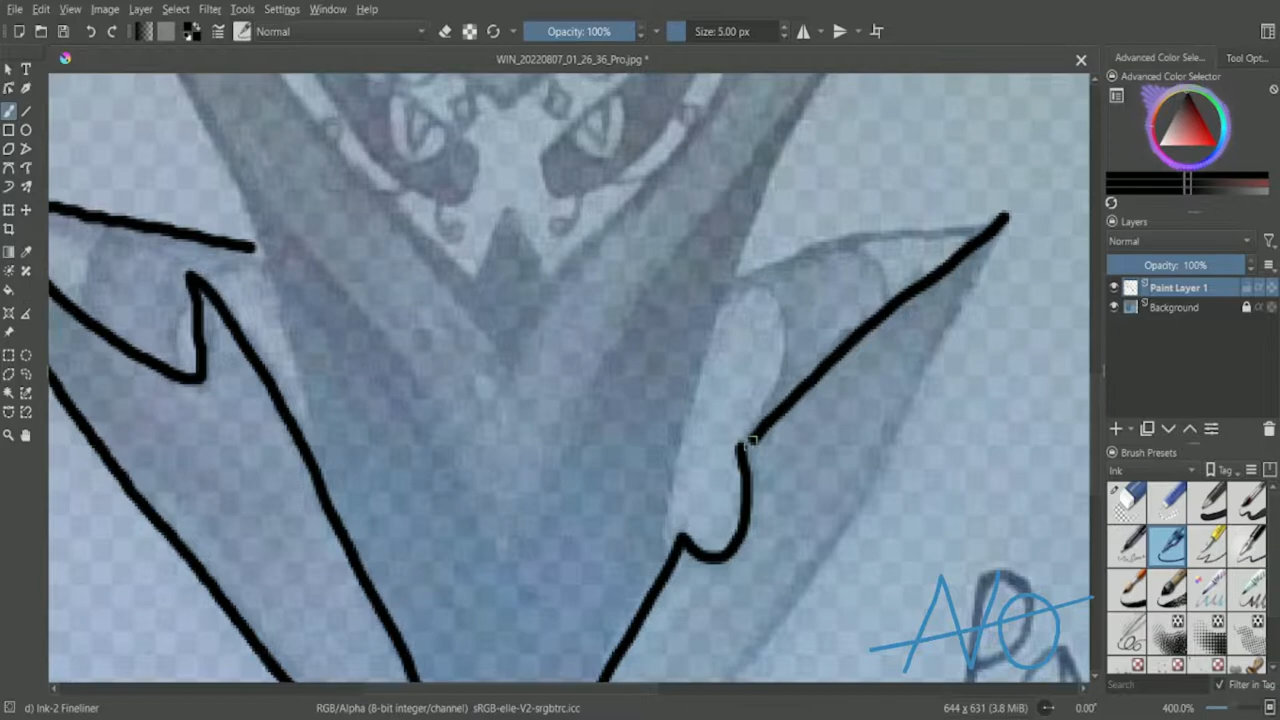 File Edit View Image Layer Select Filter Tools Settings Window Help
Normal Opacity: 100% Size: 5.00 px
WIN_20220807_01_26_36_Pro.jpg *
Advanced Color Sele... Tool Opt...
Advanced Color Selector
Layers
Normal
Opacity: 100%
Paint Layer 1
Background
Brush Presets
Ink Tag
Search Filter in Tag
d) Ink-2 Fineliner RGB/Alpha (8-bit integer/channel) sRGB-elle-V2-srgbtrc.icc 644 x 631 (3.8 MiB) 0.00° 400.0%